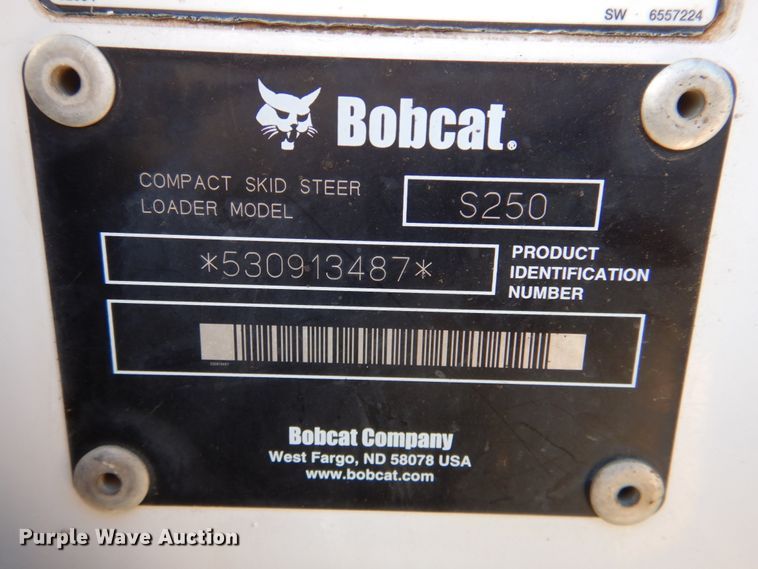 SW · 6557224
Bobcat®
COMPACT SKID STEER
LOADER MODEL
S250
*530913487*
PRODUCT
IDENTIFICATION
NUMBER
Bobcat Company
West Fargo, ND 58078 USA
www.bobcat.com
Purple Wave Auction